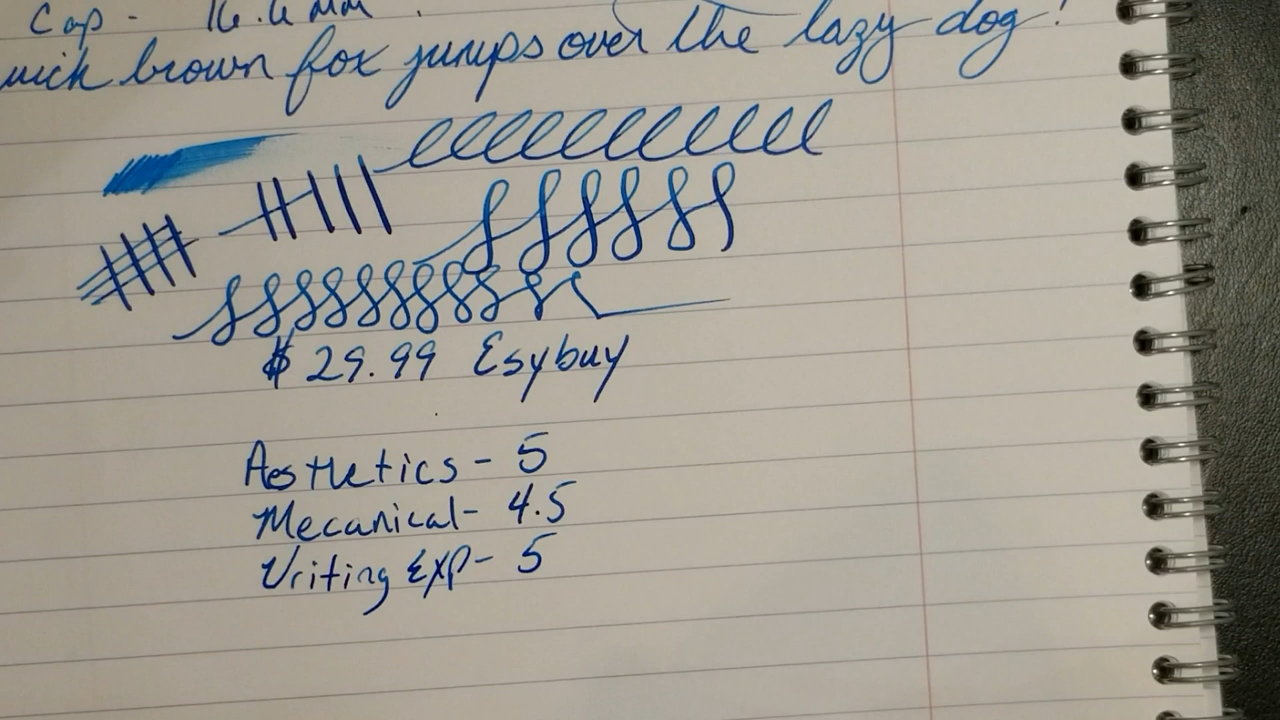 Cap - 16.6 mm.
uick brown fox jumps over the lazy dog!
$29.99 Esybuy
Aesthetics - 5
Mecanical - 4.5
Writing Exp - 5